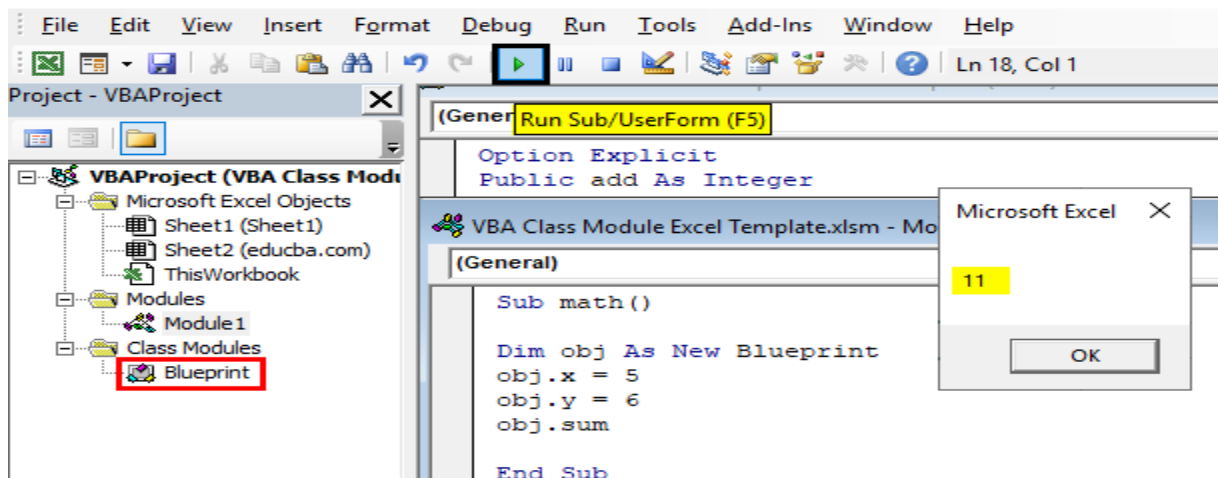 File Edit View Insert Format Debug Run Tools Add-Ins Window Help
Ln 18, Col 1
Project - VBAProject
VBAProject (VBA Class Modu
Microsoft Excel Objects
Sheet1 (Sheet1)
Sheet2 (educba.com)
ThisWorkbook
Modules
Module1
Class Modules
Blueprint
(Gener
Run Sub/UserForm (F5)
Option Explicit
Public add As Integer
VBA Class Module Excel Template.xlsm - Mo
(General)
Sub math()
Dim obj As New Blueprint
obj.x = 5
obj.y = 6
obj.sum
End Sub
Microsoft Excel
11
OK